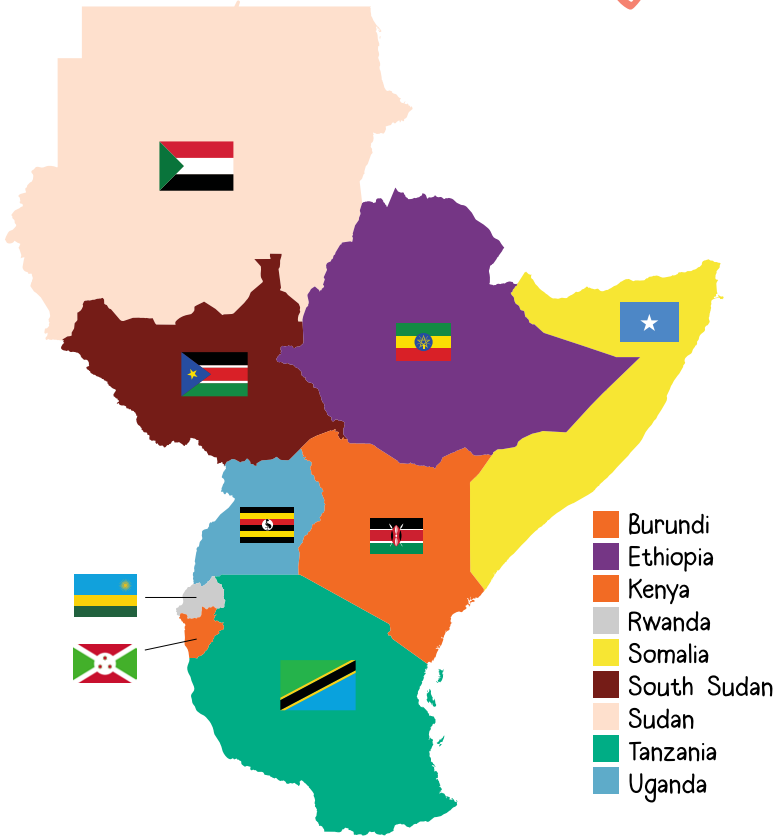 Burundi
Ethiopia
Kenya
Rwanda
Somalia
South Sudan
Sudan
Tanzania
Uganda